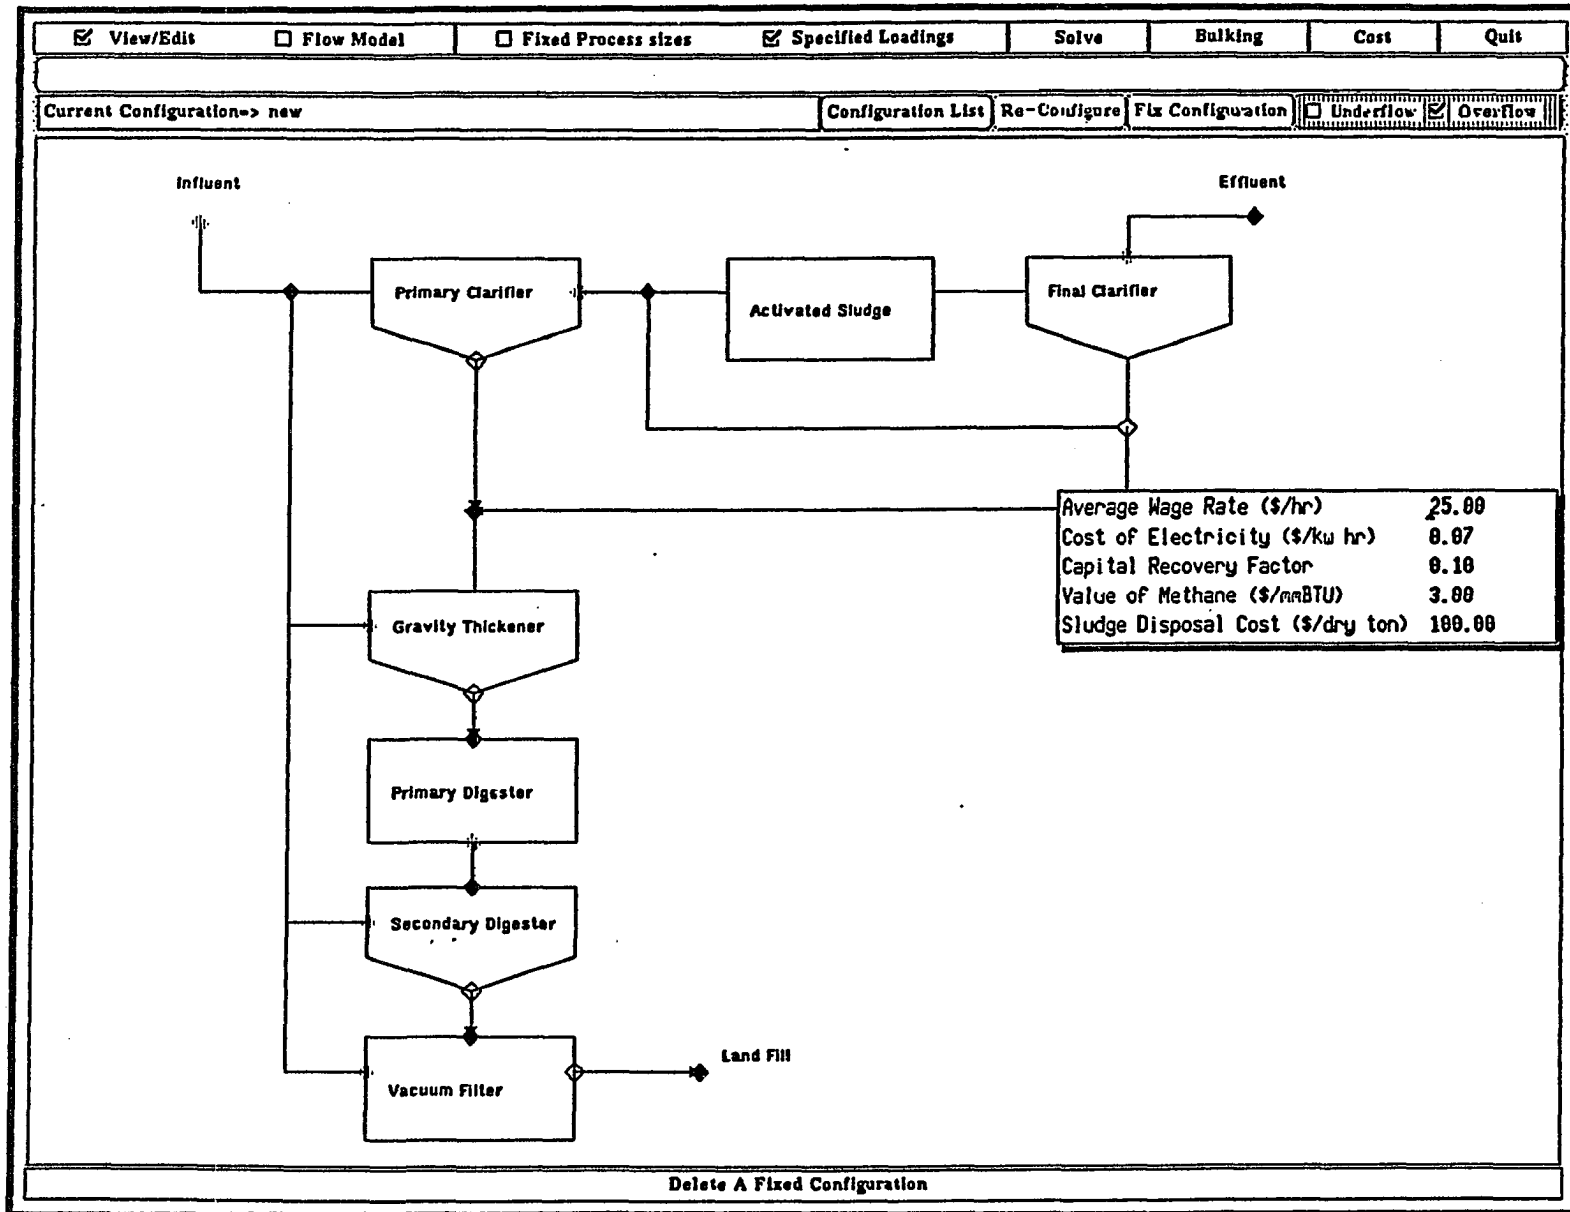 View/Edit Flow Model Fixed Process sizes Specified Loadings Solve Bulking Cost Quit
Current Configuration=> new Configuration List Re-Configure Fix Configuration Underflow Overflow
Influent Effluent
Primary Clarifier Activated Sludge Final Clarifier
Average Wage Rate ($/hr) 25.00
Cost of Electricity ($/kw hr) 0.07
Capital Recovery Factor 0.10
Value of Methane ($/mmBTU) 3.00
Sludge Disposal Cost ($/dry ton) 100.00
Gravity Thickener
Primary Digester
Secondary Digester
Land Fill
Vacuum Filter
Delete A Fixed Configuration